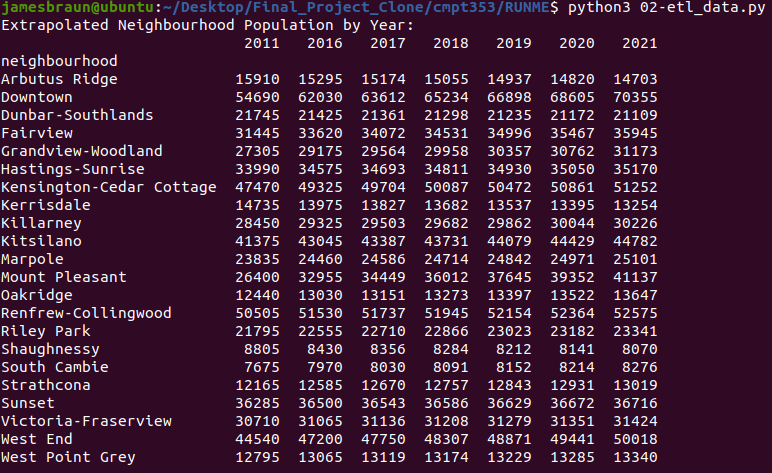 jamesbraun@ubuntu:~/Desktop/Final_Project_Clone/cmpt353/RUNME$ python3 02-etl_data.py
Extrapolated Neighbourhood Population by Year:
2011 2016 2017 2018 2019 2020 2021
neighbourhood
Arbutus Ridge 15910 15295 15174 15055 14937 14820 14703
Downtown 54690 62030 63612 65234 66898 68605 70355
Dunbar-Southlands 21745 21425 21361 21298 21235 21172 21109
Fairview 31445 33620 34072 34531 34996 35467 35945
Grandview-Woodland 27305 29175 29564 29958 30357 30762 31173
Hastings-Sunrise 33990 34575 34693 34811 34930 35050 35170
Kensington-Cedar Cottage 47470 49325 49704 50087 50472 50861 51252
Kerrisdale 14735 13975 13827 13682 13537 13395 13254
Killarney 28450 29325 29503 29682 29862 30044 30226
Kitsilano 41375 43045 43387 43731 44079 44429 44782
Marpole 23835 24460 24586 24714 24842 24971 25101
Mount Pleasant 26400 32955 34449 36012 37645 39352 41137
Oakridge 12440 13030 13151 13273 13397 13522 13647
Renfrew-Collingwood 50505 51530 51737 51945 52154 52364 52575
Riley Park 21795 22555 22710 22866 23023 23182 23341
Shaughnessy 8805 8430 8356 8284 8212 8141 8070
South Cambie 7675 7970 8030 8091 8152 8214 8276
Strathcona 12165 12585 12670 12757 12843 12931 13019
Sunset 36285 36500 36543 36586 36629 36672 36716
Victoria-Fraserview 30710 31065 31136 31208 31279 31351 31424
West End 44540 47200 47750 48307 48871 49441 50018
West Point Grey 12795 13065 13119 13174 13229 13285 13340